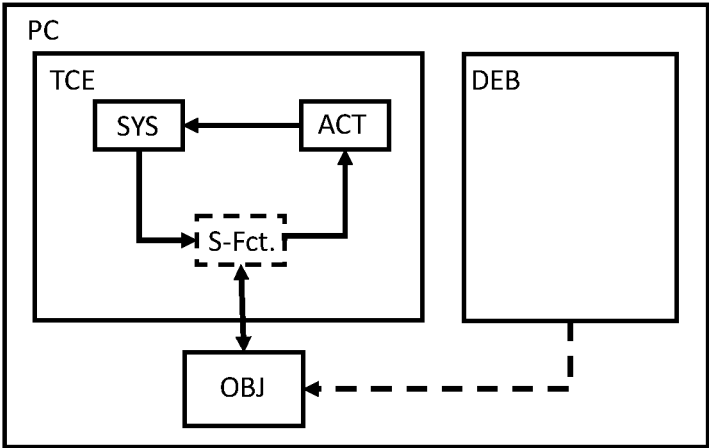 PC
TCE
DEB
SYS
ACT
S-Fct.
OBJ